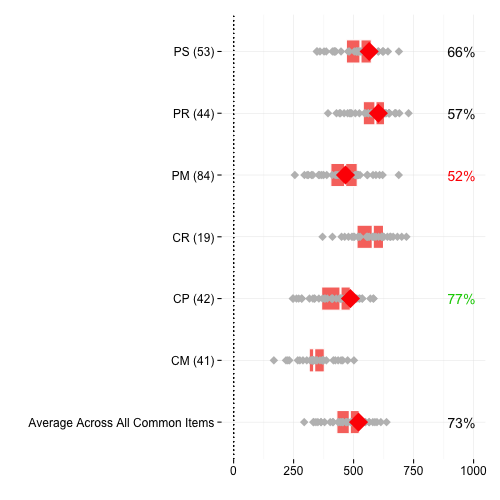 PS (53) 66%
PR (44) 57%
PM (84) 52%
CR (19)
CP (42) 77%
CM (41)
Average Across All Common Items 73%
0 250 500 750 1000